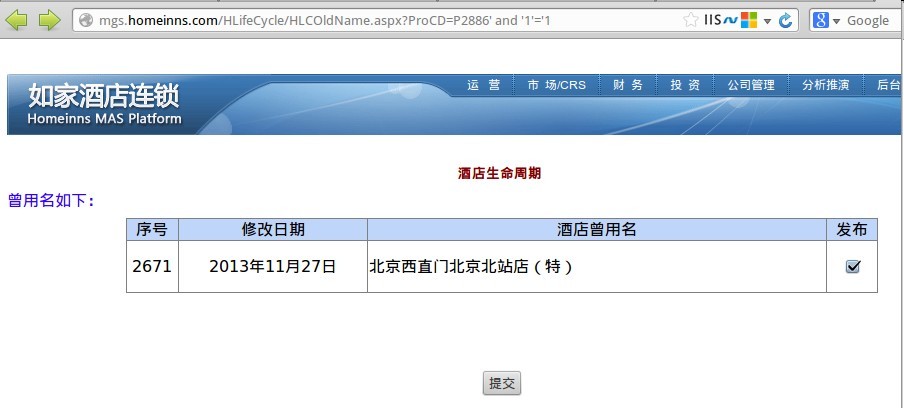 mgs.homeinns.com/HLifeCycle/HLCOldName.aspx?ProCD=P2886' and '1'='1
IIS
Google
如家酒店连锁
Homeinns MAS Platform
运 营 市 场/CRS 财 务 投 资 公司管理 分析推演 后台
酒店生命周期
曾用名如下：
序号 修改日期 酒店曾用名 发布
2671 2013年11月27日 北京西直门北京北站店（特）
提交